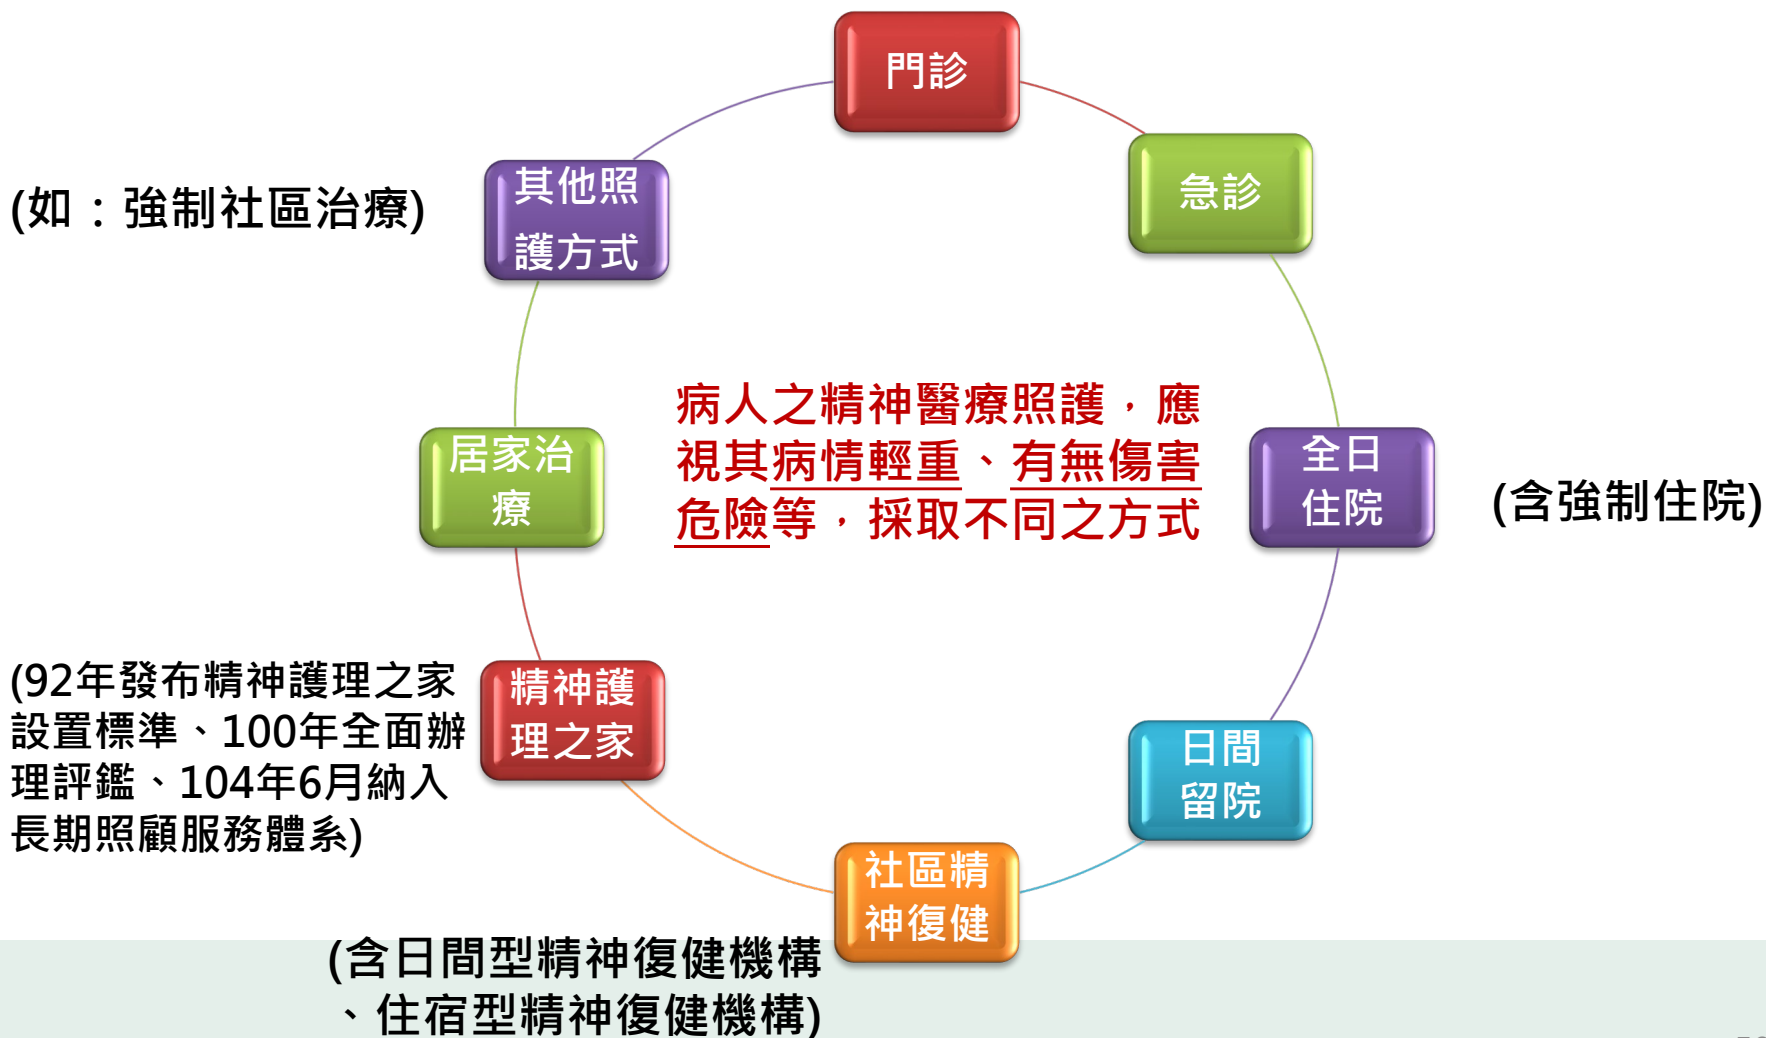 門診
急診
全日
住院
(含強制住院)
日間
留院
社區精
神復健
(含日間型精神復健機構
、住宿型精神復健機構)
精神護
理之家
(92年發布精神護理之家
設置標準、100年全面辦
理評鑑、104年6月納入
長期照顧服務體系)
居家治
療
其他照
護方式
(如：強制社區治療)
病人之精神醫療照護，應
視其病情輕重、有無傷害
危險等，採取不同之方式